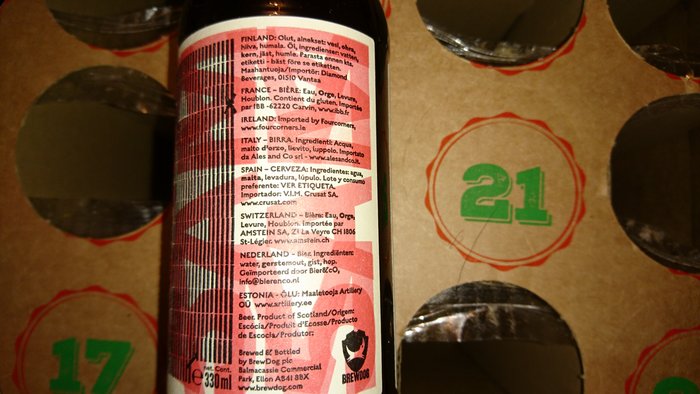 FINLAND: Olut, ainekset: vesi, ohra,
hiiva, humala. Öl, ingredienser: vatten,
kern, jäst, humle. Parasta ennen kts.
etiketti - bäst före se etiketten.
Maahantuoja/Importör: Diamond
Beverages, 01510 Vantaa
FRANCE – BIÈRE: Eau, Orge, Levure,
Houblon. Contient du gluten. Importée
par IBB -62220 Carvin, www.ibb.fr
IRELAND: Imported by Fourcorners,
www.fourcorners.ie
ITALY – BIRRA. Ingredienti: Acqua,
malto d'orzo, lievito, luppolo. Importato
da Ales and Co srl - www.alesandco.it.
SPAIN – CERVEZA: Ingredientes: agua,
malta, levadura, lúpulo. Lote y consumo
preferente: VER ETIQUETA.
Importador: V.I.M. Crusat SA.
www.crusat.com
SWITZERLAND – Bière: Eau, Orge,
Levure, Houblon. Importée par
AMSTEIN SA, ZI La Veyre CH 1806
St-Légier. www.amstein.ch
NEDERLAND – Bier. Ingrediënten:
water, gerstemout, gist, hop.
Geïmporteerd door Bier&cO,
info@bierenco.nl
ESTONIA - ÕLU: Maaletooja Artillery
OÜ www.artillery.ee
Beer. Product of Scotland/Origem:
Escócia/Produit d'Ecosse/Producto
de Escocia/Produtor:
Brewed & Bottled
by BrewDog plc
Balmacassie Commercial
Park, Ellon AB41 8BX
www.brewdog.com
net. Cont.
e 330ml
BREWDOG
21
17